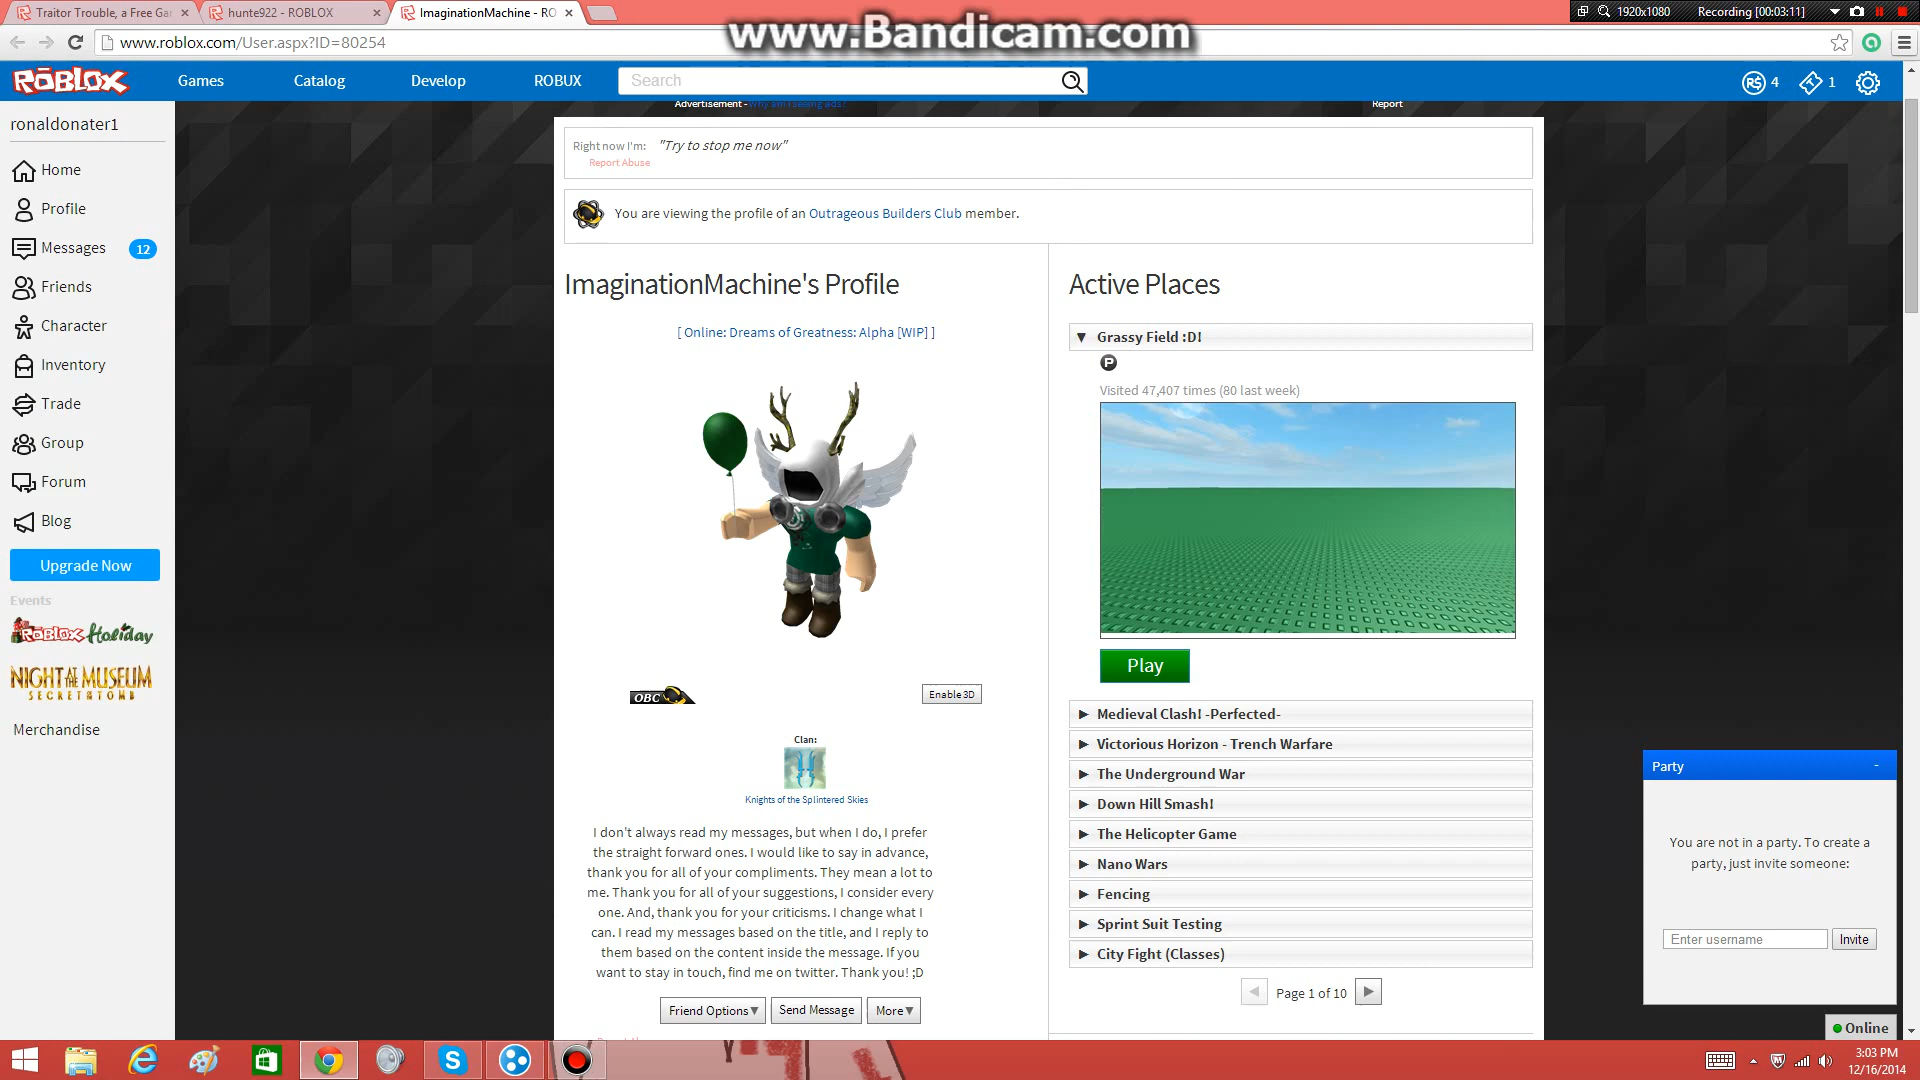 Traitor Trouble, a Free Gar
hunte922 - ROBLOX
ImaginationMachine - RO
1920x1080
Recording [00:03:11]
www.roblox.com/User.aspx?ID=80254
www.Bandicam.com
ROBLOX
Games
Catalog
Develop
ROBUX
Search
R$ 4
1
Advertisement - Why am I seeing ads?
Report
ronaldonater1
Home
Profile
Messages 12
Friends
Character
Inventory
Trade
Group
Forum
Blog
Upgrade Now
Events
ROBLOX Holiday
NIGHT AT THE MUSEUM
SECRET OF THE TOMB
Merchandise
Right now I'm: "Try to stop me now"
Report Abuse
You are viewing the profile of an Outrageous Builders Club member.
ImaginationMachine's Profile
[ Online: Dreams of Greatness: Alpha [WIP] ]
OBC
Enable 3D
Clan:
Knights of the Splintered Skies
I don't always read my messages, but when I do, I prefer
the straight forward ones. I would like to say in advance,
thank you for all of your compliments. They mean a lot to
me. Thank you for all of your suggestions, I consider every
one. And, thank you for your criticisms. I change what I
can. I read my messages based on the title, and I reply to
them based on the content inside the message. If you
want to stay in touch, find me on twitter. Thank you! ;D
Friend Options
Send Message
More
Active Places
Grassy Field :D!
P
Visited 47,407 times (80 last week)
Play
Medieval Clash! -Perfected-
Victorious Horizon - Trench Warfare
The Underground War
Down Hill Smash!
The Helicopter Game
Nano Wars
Fencing
Sprint Suit Testing
City Fight (Classes)
Page 1 of 10
Party
-
You are not in a party. To create a
party, just invite someone:
Enter username
Invite
Online
3:03 PM
12/16/2014